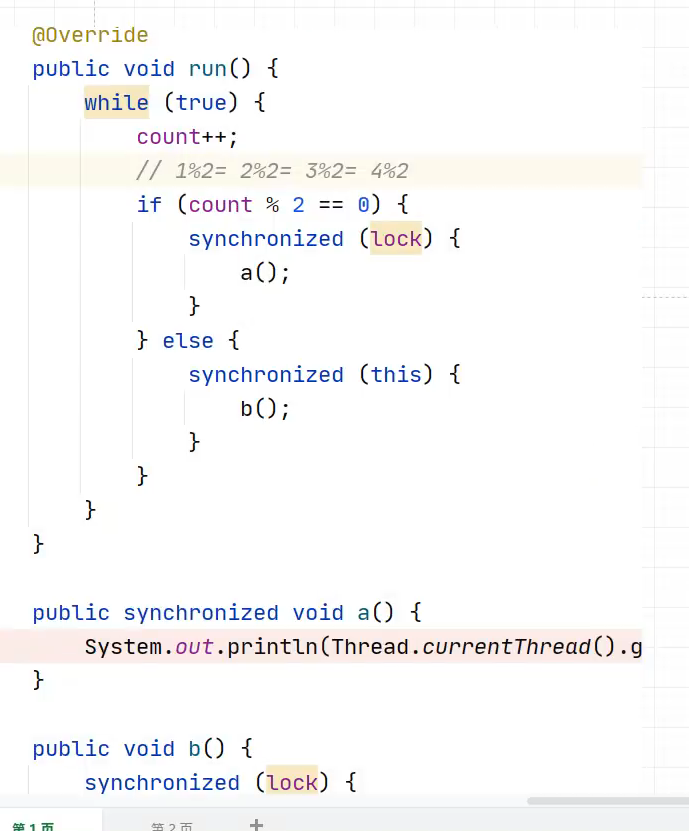 @Override
public void run() {
    while (true) {
        count++;
        // 1%2= 2%2= 3%2= 4%2
        if (count % 2 == 0) {
            synchronized (lock) {
                a();
            }
        } else {
            synchronized (this) {
                b();
            }
        }
    }
}
public synchronized void a() {
    System.out.println(Thread.currentThread().g
}
public void b() {
    synchronized (lock) {
第1页 第2页 +